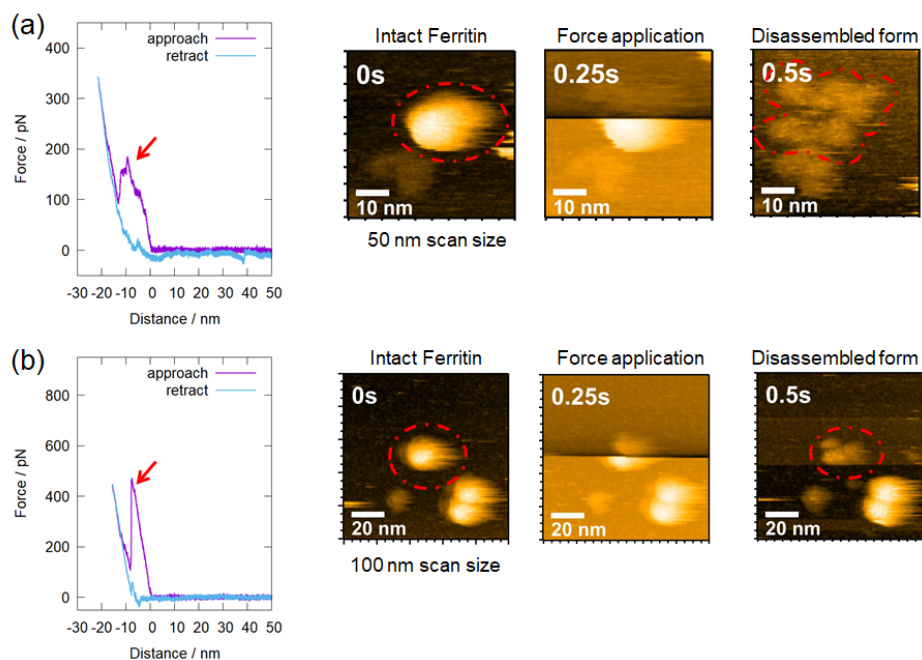 (a)
approach
retract
400
300
200
100
0
Force / pN
-30 -20 -10 0 10 20 30 40 50
Distance / nm
Intact Ferritin
0s
10 nm
50 nm scan size
Force application
0.25s
10 nm
Disassembled form
0.5s
10 nm
(b)
approach
retract
800
600
400
200
0
Force / pN
-30 -20 -10 0 10 20 30 40 50
Distance / nm
Intact Ferritin
0s
20 nm
100 nm scan size
Force application
0.25s
20 nm
Disassembled form
0.5s
20 nm